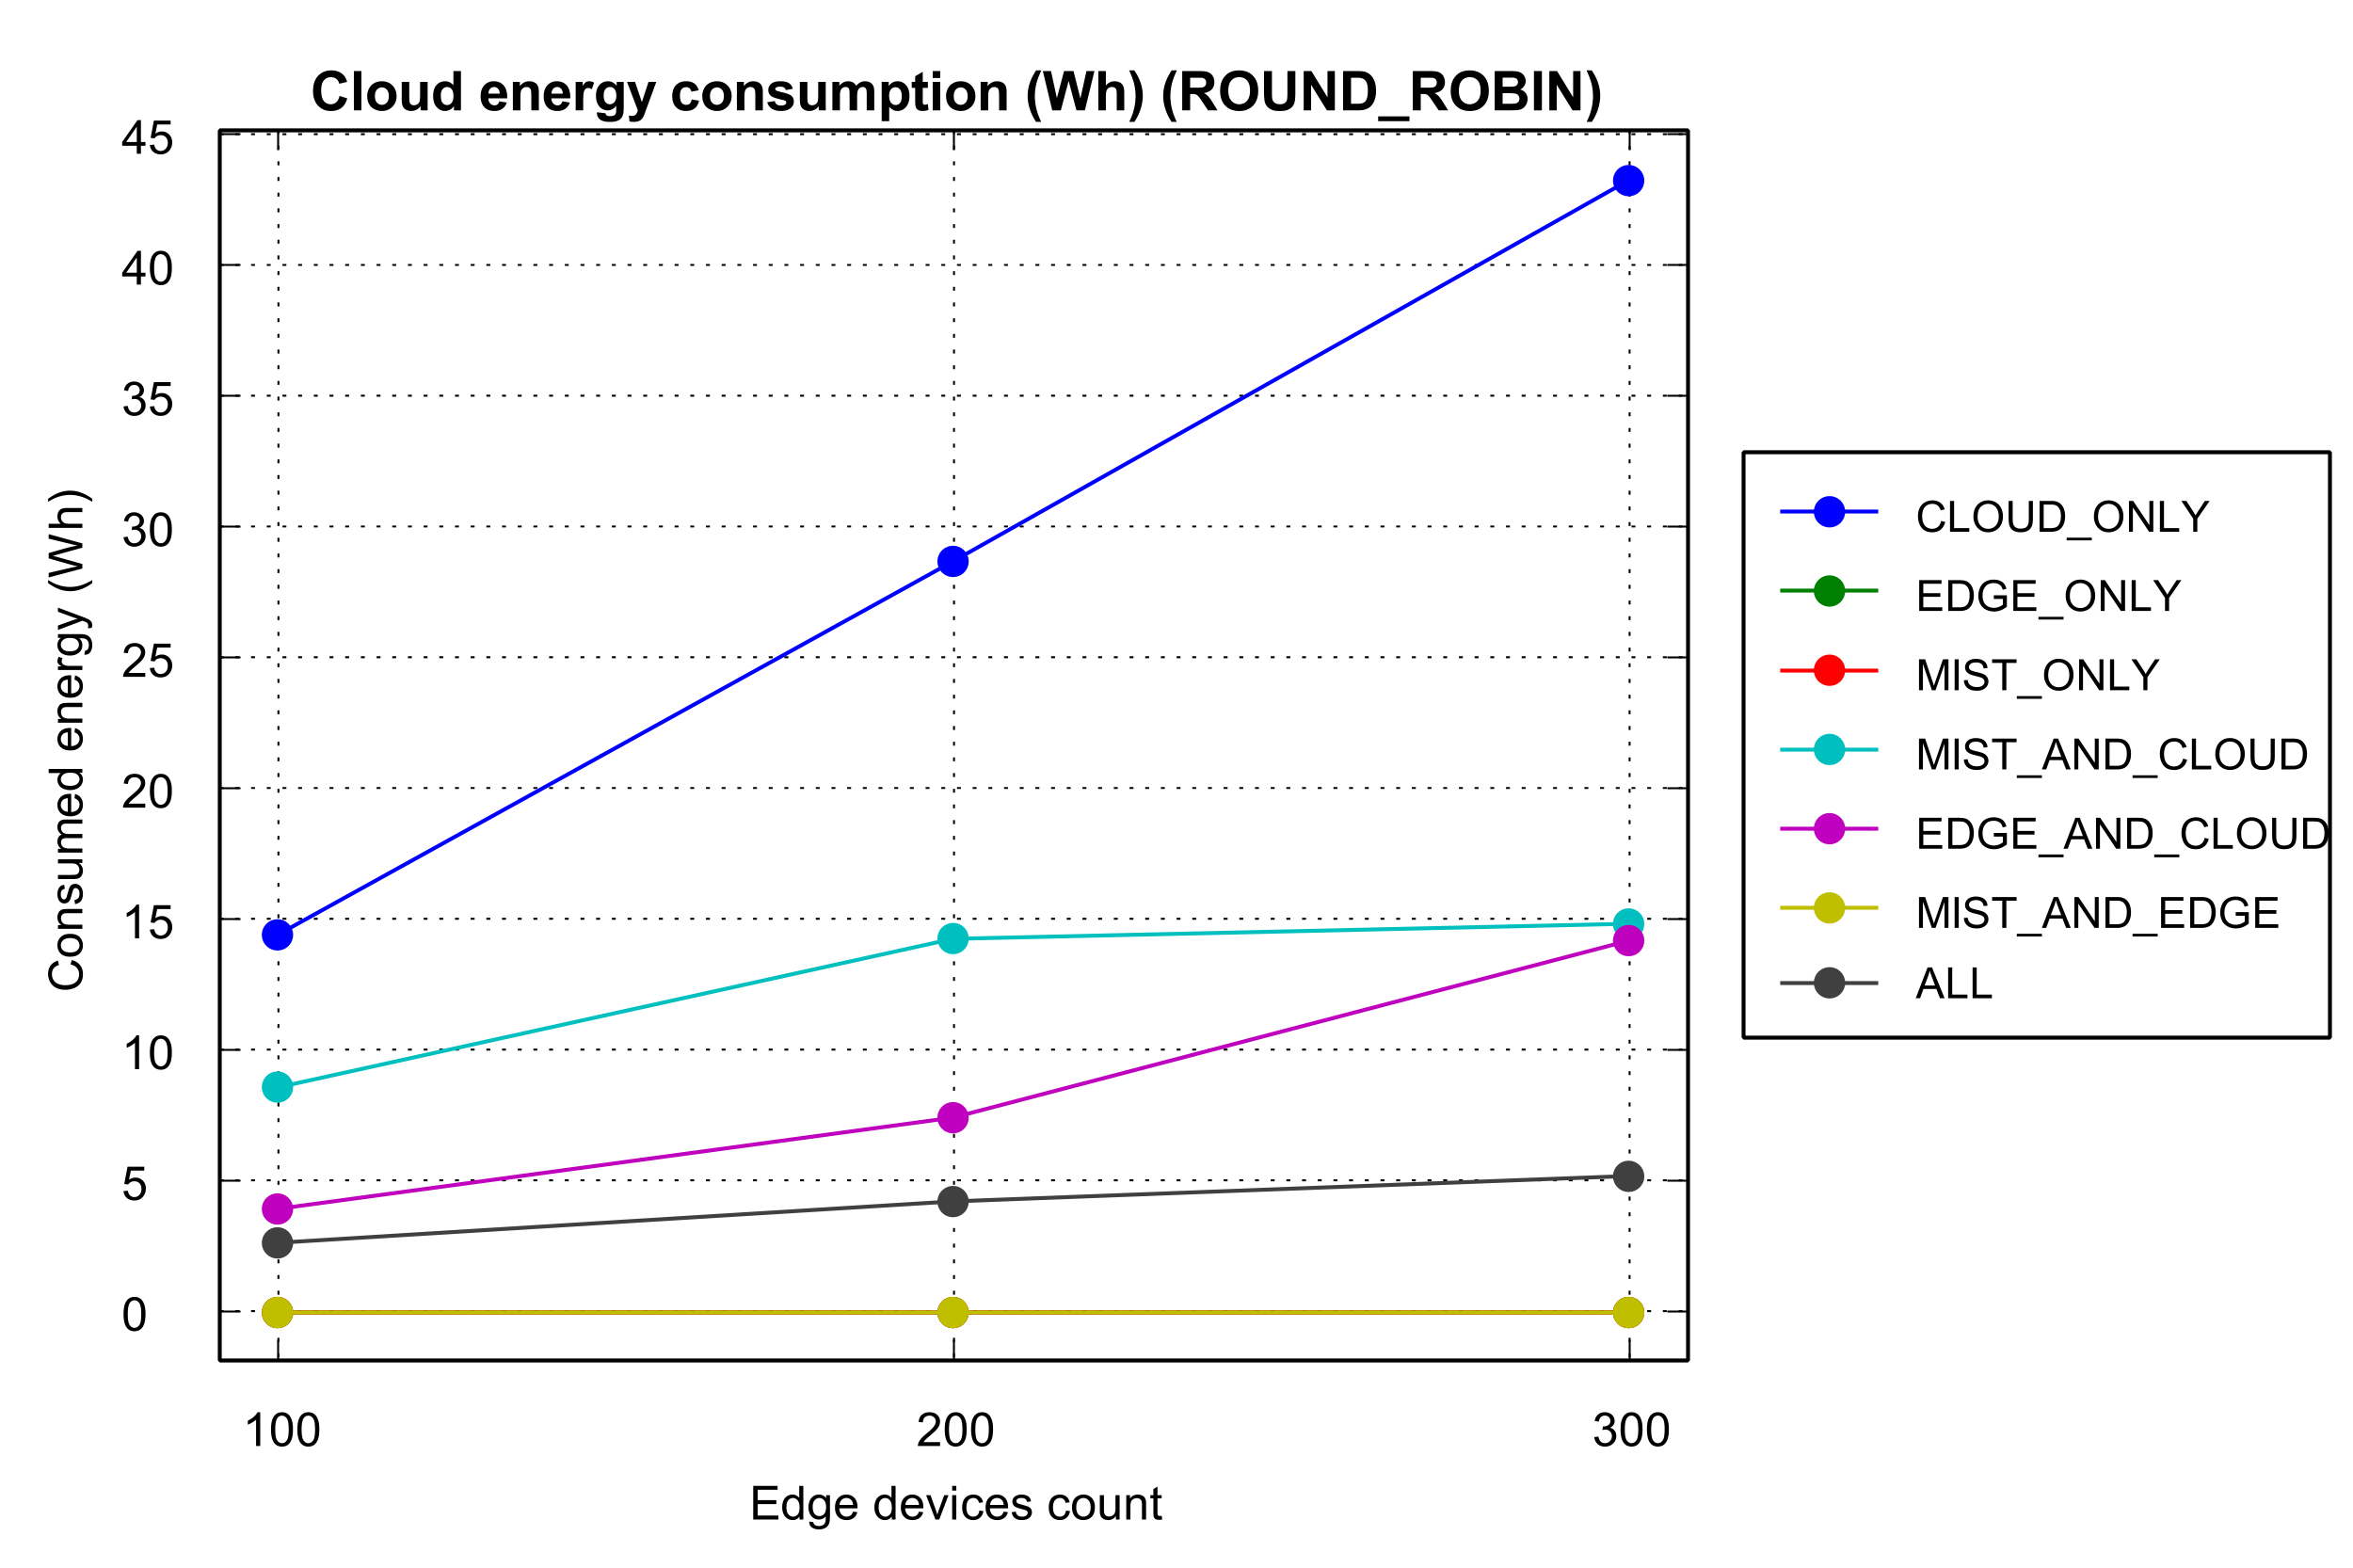 Cloud energy consumption (Wh) (ROUND_ROBIN)
45
40
35
30
25
20
15
10
5
0
Consumed energy (Wh)
100
200
300
Edge devices count
CLOUD_ONLY
EDGE_ONLY
MIST_ONLY
MIST_AND_CLOUD
EDGE_AND_CLOUD
MIST_AND_EDGE
ALL